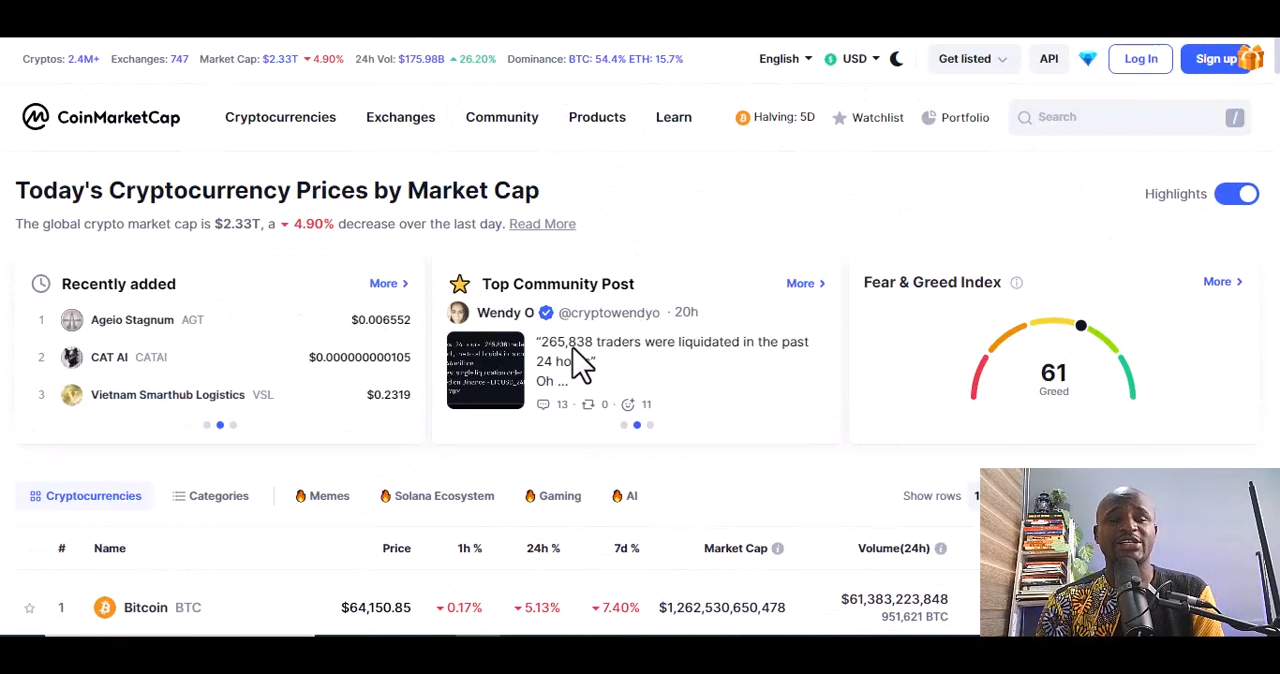 Cryptos: 2.4M+ Exchanges: 747 Market Cap: $2.33T 4.90% 24h Vol: $175.98B 26.20% Dominance: BTC: 54.4% ETH: 15.7% English USD Get listed API Log In Sign up
CoinMarketCap Cryptocurrencies Exchanges Community Products Learn Halving: 5D Watchlist Portfolio Search /
Today's Cryptocurrency Prices by Market Cap
Highlights
The global crypto market cap is $2.33T, a 4.90% decrease over the last day. Read More
Recently added More >
1 Ageio Stagnum AGT $0.006552
2 CAT AI CATAI $0.000000000105
3 Vietnam Smarthub Logistics VSL $0.2319
Top Community Post More >
Wendy O @cryptowendyo · 20h
“265,838 traders were liquidated in the past
24 
Oh ...
13 · 0 · 11
Fear & Greed Index More >
61
Greed
Cryptocurrencies Categories Memes Solana Ecosystem Gaming AI Show rows
# Name Price 1h % 24h % 7d % Market Cap Volume(24h)
1 Bitcoin BTC $64,150.85 0.17% 5.13% 7.40% $1,262,530,650,478 $61,383,223,848
951,621 BTC